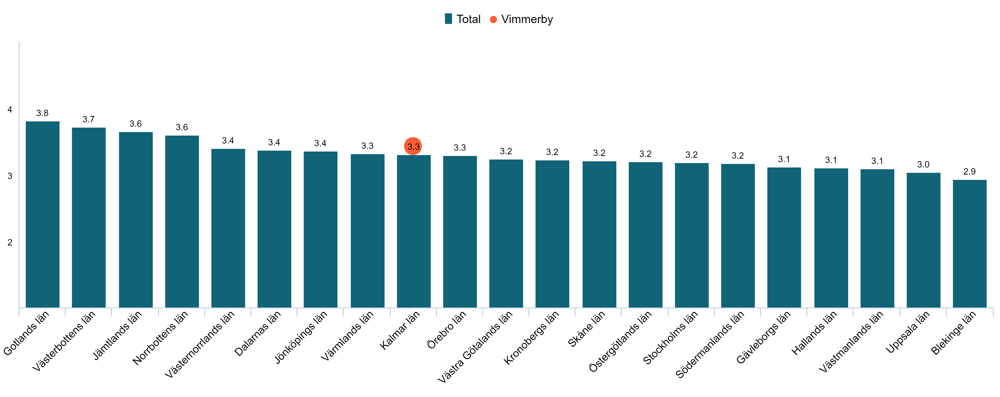 Total Vimmerby
4
3
2
3.8 3.7 3.6 3.6 3.4 3.4 3.4 3.3 3.3 3.3 3.2 3.2 3.2 3.2 3.2 3.2 3.1 3.1 3.1 3.0 2.9
Gotlands län
Västerbottens län
Jämtlands län
Norrbottens län
Västernorrlands län
Dalarnas län
Jönköpings län
Värmlands län
Kalmar län
Örebro län
Västra Götalands län
Kronobergs län
Skåne län
Östergötlands län
Stockholms län
Södermanlands län
Gävleborgs län
Hallands län
Västmanlands län
Uppsala län
Blekinge län